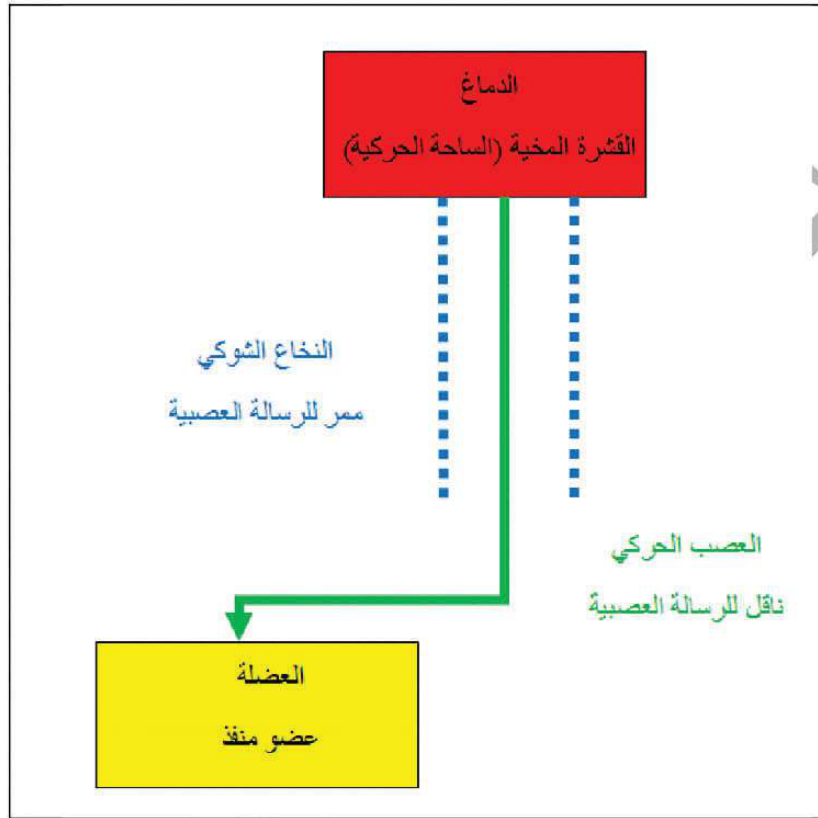 الدماغ
القشرة المخية (الساحة الحركية)
النخاع الشوكي
ممر للرسالة العصبية
العصب الحركي
ناقل للرسالة العصبية
العضلة
عضو منفذ